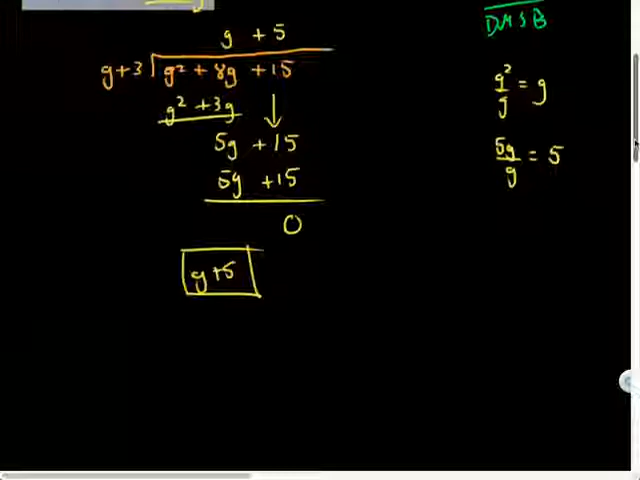 g + 5
g+3 g² + 8g +15
g² +3g
5g +15
5g +15
0
g+5
DMSB
g²/g = g
5g/g = 5